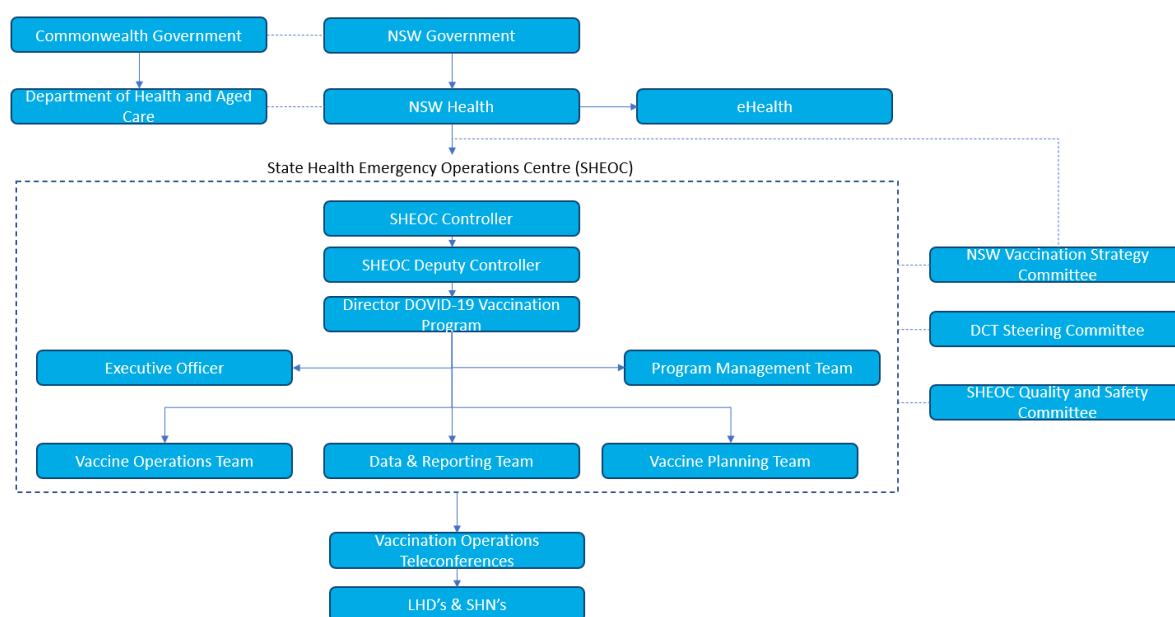 Commonwealth Government
NSW Government
Department of Health and Aged
Care
NSW Health
eHealth
State Health Emergency Operations Centre (SHEOC)
SHEOC Controller
SHEOC Deputy Controller
NSW Vaccination Strategy
Committee
Director DOVID-19 Vaccination
Program
DCT Steering Committee
Executive Officer
Program Management Team
SHEOC Quality and Safety
Committee
Vaccine Operations Team
Data & Reporting Team
Vaccine Planning Team
Vaccination Operations
Teleconferences
LHD's & SHN's